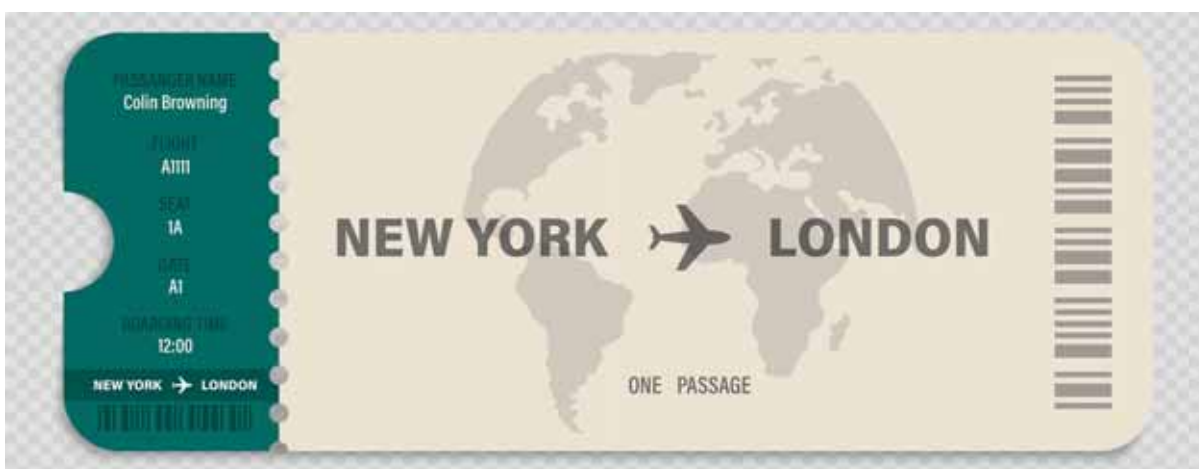 PASSANGER NAME
Colin Browning
FLIGHT
A1111
SEAT
1A
GATE
A1
BOARDING TIME
12:00
NEW YORK LONDON
NEW YORK LONDON
ONE PASSAGE